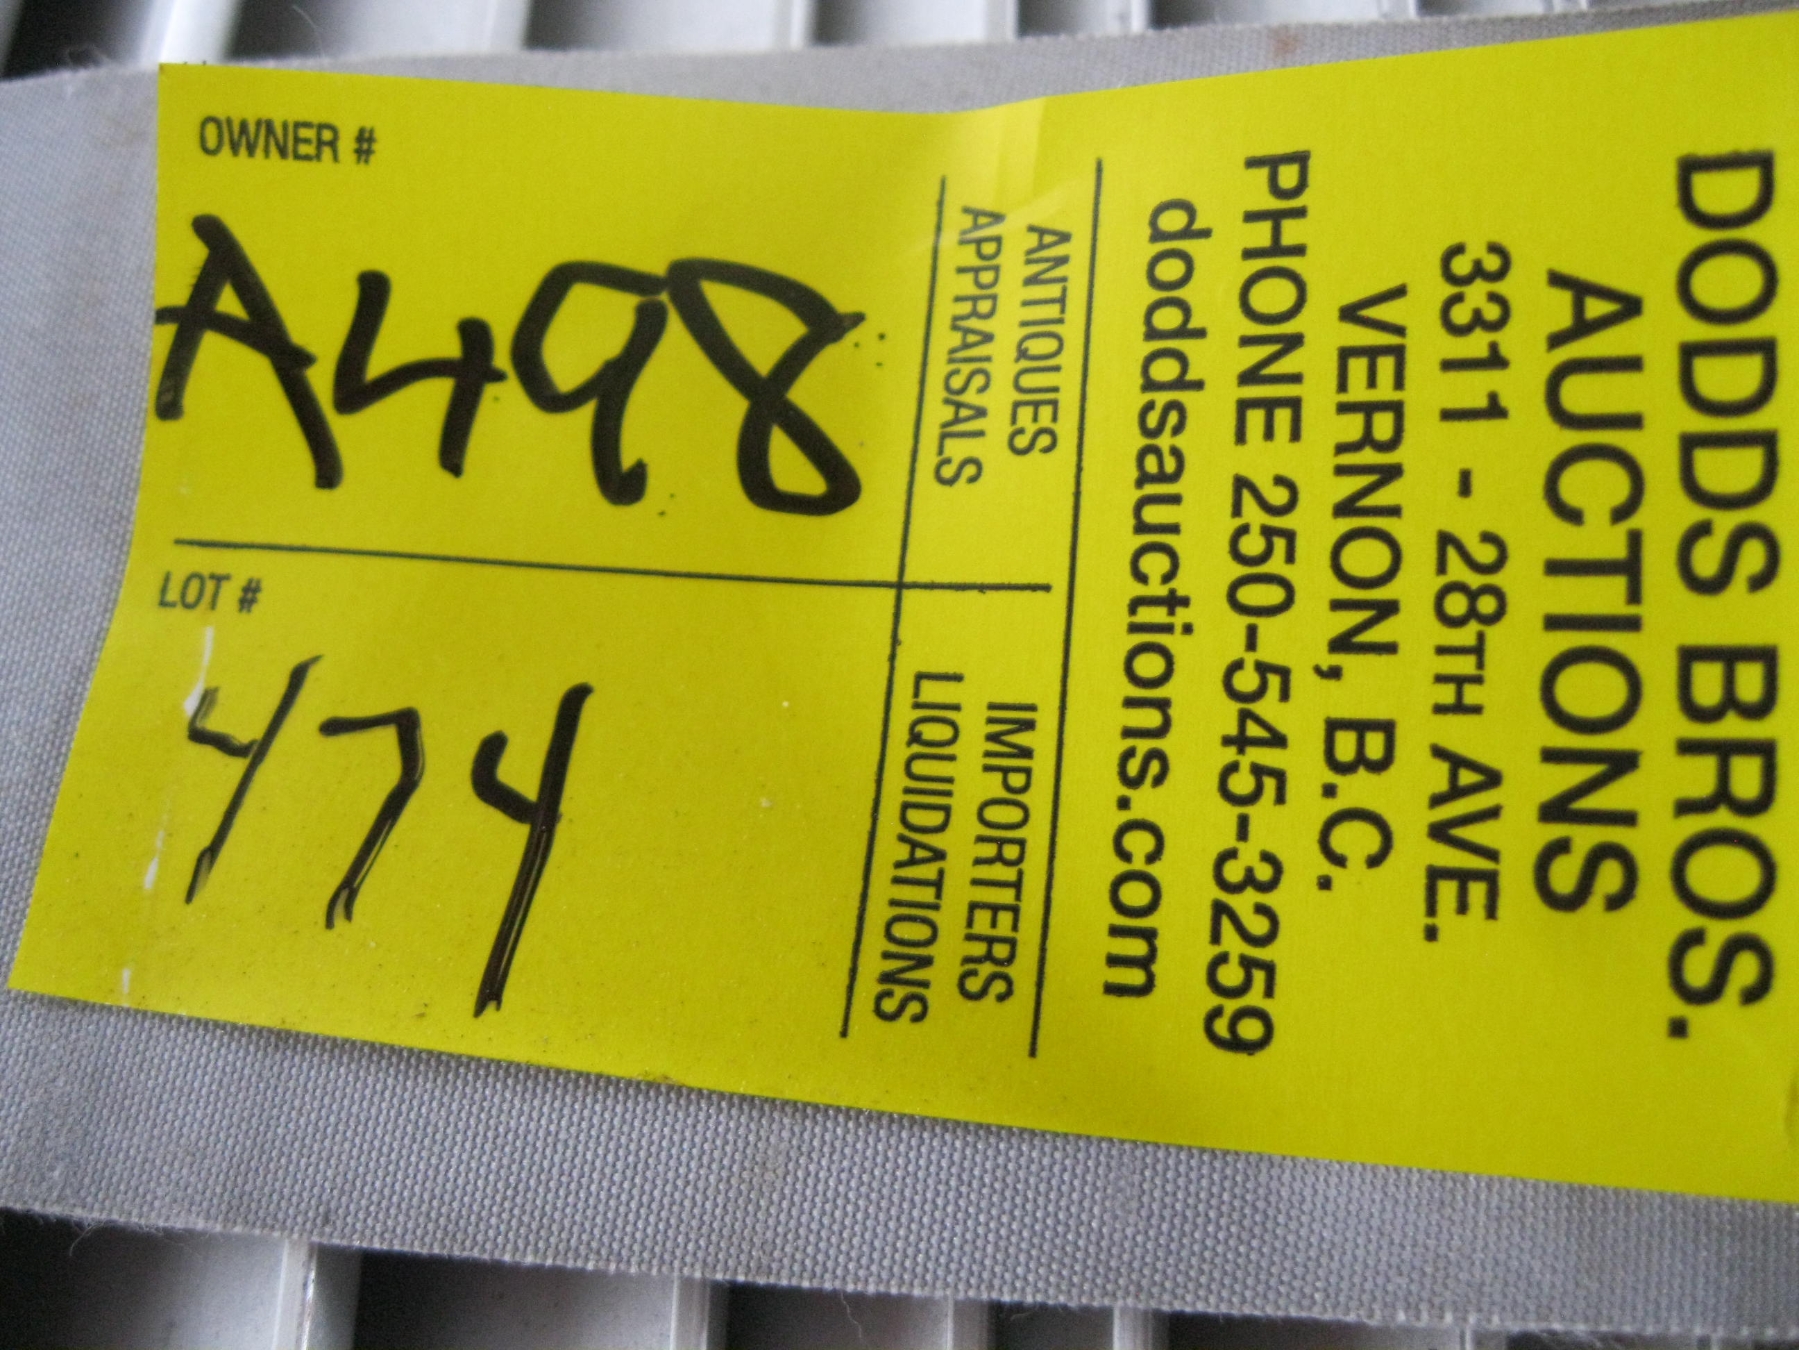 DODDS BROS.
AUCTIONS
3311 - 28TH AVE.
VERNON, B.C.
PHONE 250-545-3259
doddsauctions.com
ANTIQUES
APPRAISALS
IMPORTERS
LIQUIDATIONS
OWNER #
A498
LOT #
474